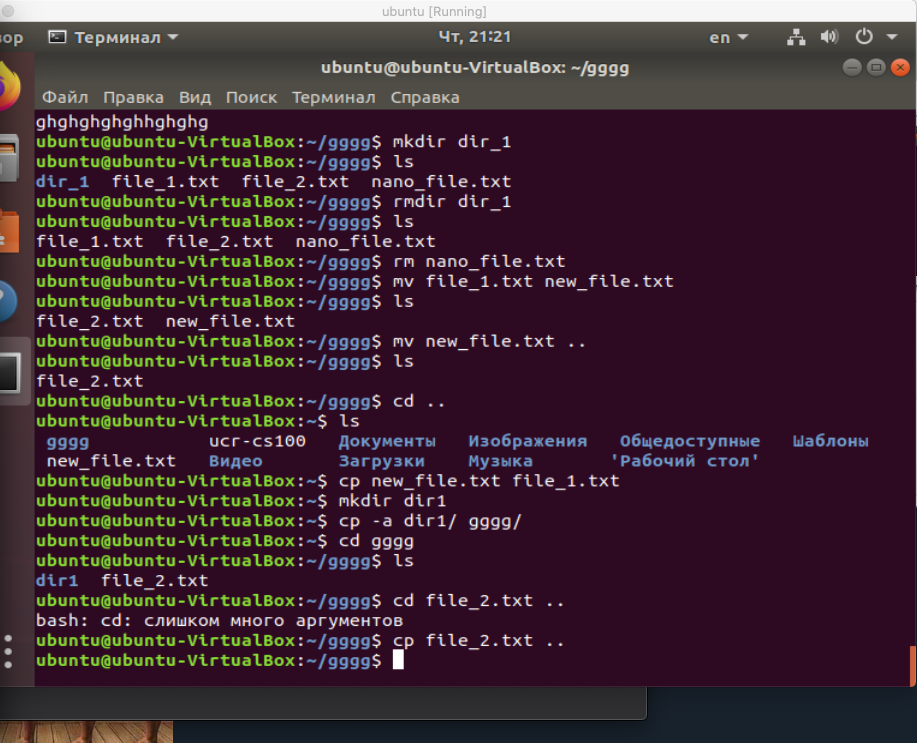 ubuntu [Running]
ор Терминал Чт, 21:21 en
ubuntu@ubuntu-VirtualBox: ~/gggg
Файл Правка Вид Поиск Терминал Справка
ghghghghghhghghg
ubuntu@ubuntu-VirtualBox:~/gggg$ mkdir dir_1
ubuntu@ubuntu-VirtualBox:~/gggg$ ls
dir_1  file_1.txt  file_2.txt  nano_file.txt
ubuntu@ubuntu-VirtualBox:~/gggg$ rmdir dir_1
ubuntu@ubuntu-VirtualBox:~/gggg$ ls
file_1.txt  file_2.txt  nano_file.txt
ubuntu@ubuntu-VirtualBox:~/gggg$ rm nano_file.txt
ubuntu@ubuntu-VirtualBox:~/gggg$ mv file_1.txt new_file.txt
ubuntu@ubuntu-VirtualBox:~/gggg$ ls
file_2.txt  new_file.txt
ubuntu@ubuntu-VirtualBox:~/gggg$ mv new_file.txt ..
ubuntu@ubuntu-VirtualBox:~/gggg$ ls
file_2.txt
ubuntu@ubuntu-VirtualBox:~/gggg$ cd ..
ubuntu@ubuntu-VirtualBox:~$ ls
gggg  ucr-cs100  Документы  Изображения  Общедоступные  Шаблоны
new_file.txt  Видео  Загрузки  Музыка  'Рабочий стол'
ubuntu@ubuntu-VirtualBox:~$ cp new_file.txt file_1.txt
ubuntu@ubuntu-VirtualBox:~$ mkdir dir1
ubuntu@ubuntu-VirtualBox:~$ cp -a dir1/ gggg/
ubuntu@ubuntu-VirtualBox:~$ cd gggg
ubuntu@ubuntu-VirtualBox:~/gggg$ ls
dir1  file_2.txt
ubuntu@ubuntu-VirtualBox:~/gggg$ cd file_2.txt ..
bash: cd: слишком много аргументов
ubuntu@ubuntu-VirtualBox:~/gggg$ cp file_2.txt ..
ubuntu@ubuntu-VirtualBox:~/gggg$